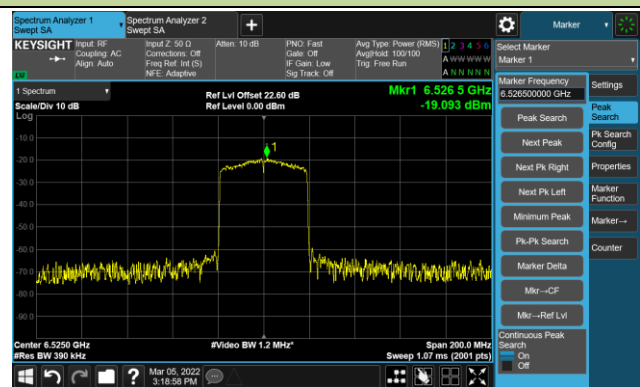 Spectrum Analyzer 1
Swept SA
Spectrum Analyzer 2
Swept SA
Marker
KEYSIGHT
Input: RF
Coupling: AC
Align: Auto
Input Z: 50 Ω
Corrections: Off
Freq Ref: Int (S)
NFE: Adaptive
Atten: 10 dB
PNO: Fast
Gate: Off
IF Gain: Low
Sig Track: Off
Avg Type: Power (RMS)
Avg|Hold: 100/100
Trig: Free Run
1 2 3 4 5 6
A W W W W W
A N N N N N
LW
Select Marker
Marker 1
1 Spectrum
Scale/Div 10 dB
Log
Ref Lvl Offset 22.60 dB
Ref Level 0.00 dBm
Mkr1 6.526 5 GHz
-19.093 dBm
1
-10.0
-20.0
-30.0
-40.0
-50.0
-60.0
-70.0
-80.0
-90.0
Center 6.5250 GHz
#Res BW 390 kHz
#Video BW 1.2 MHz*
Span 200.0 MHz
Sweep 1.07 ms (2001 pts)
Marker Frequency
6.526500000 GHz
Peak Search
Next Peak
Next Pk Right
Next Pk Left
Minimum Peak
Pk-Pk Search
Marker Delta
Mkr→CF
Mkr→Ref Lvl
Continuous Peak
Search
On
Off
Settings
Peak
Search
Pk Search
Config
Properties
Marker
Function
Marker→
Counter
?
Mar 05, 2022
3:18:58 PM